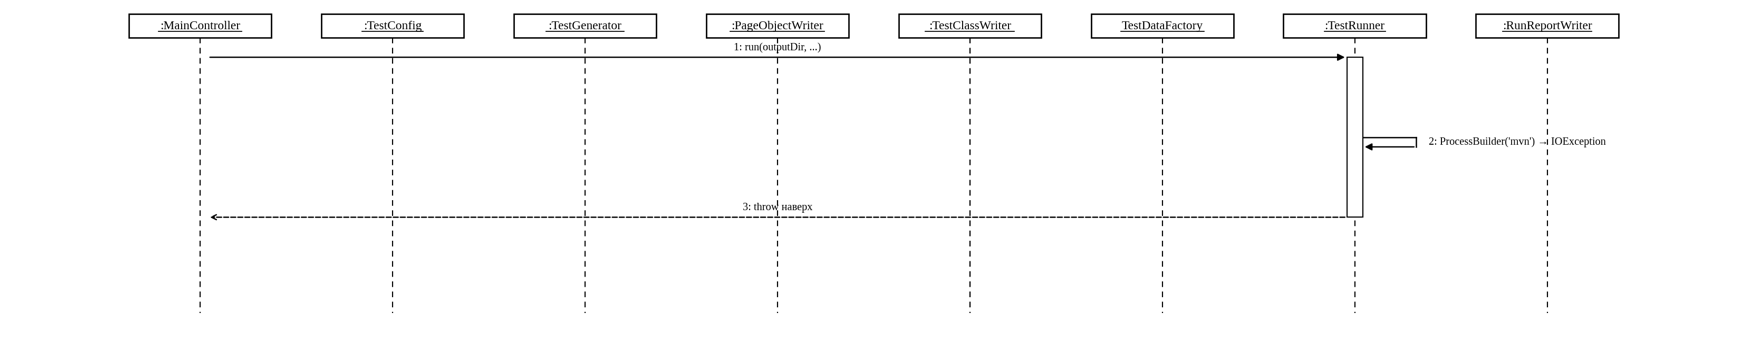 :MainController
:TestConfig
:TestGenerator
:PageObjectWriter
:TestClassWriter
TestDataFactory
:TestRunner
:RunReportWriter
1: run(outputDir, ...)
2: ProcessBuilder('mvn') → IOException
3: throw наверх